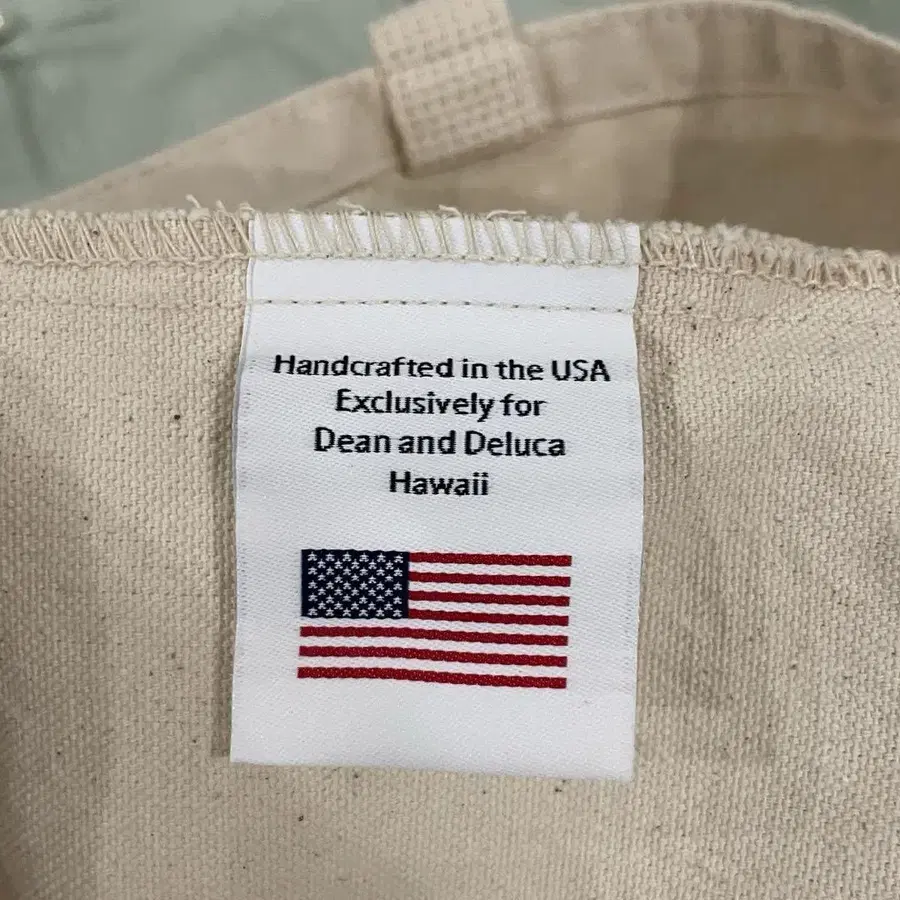 Handcrafted in the USA
Exclusively for
Dean and Deluca
Hawaii